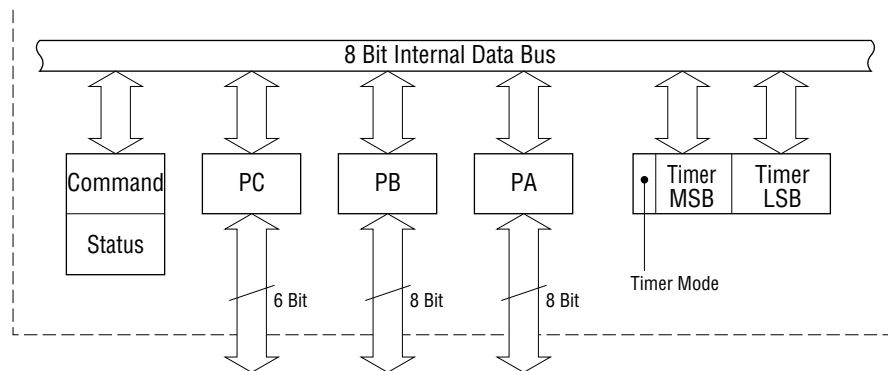 8 Bit Internal Data Bus
Command
Status
PC
PB
PA
Timer
MSB
Timer
LSB
6 Bit
8 Bit
8 Bit
Timer Mode